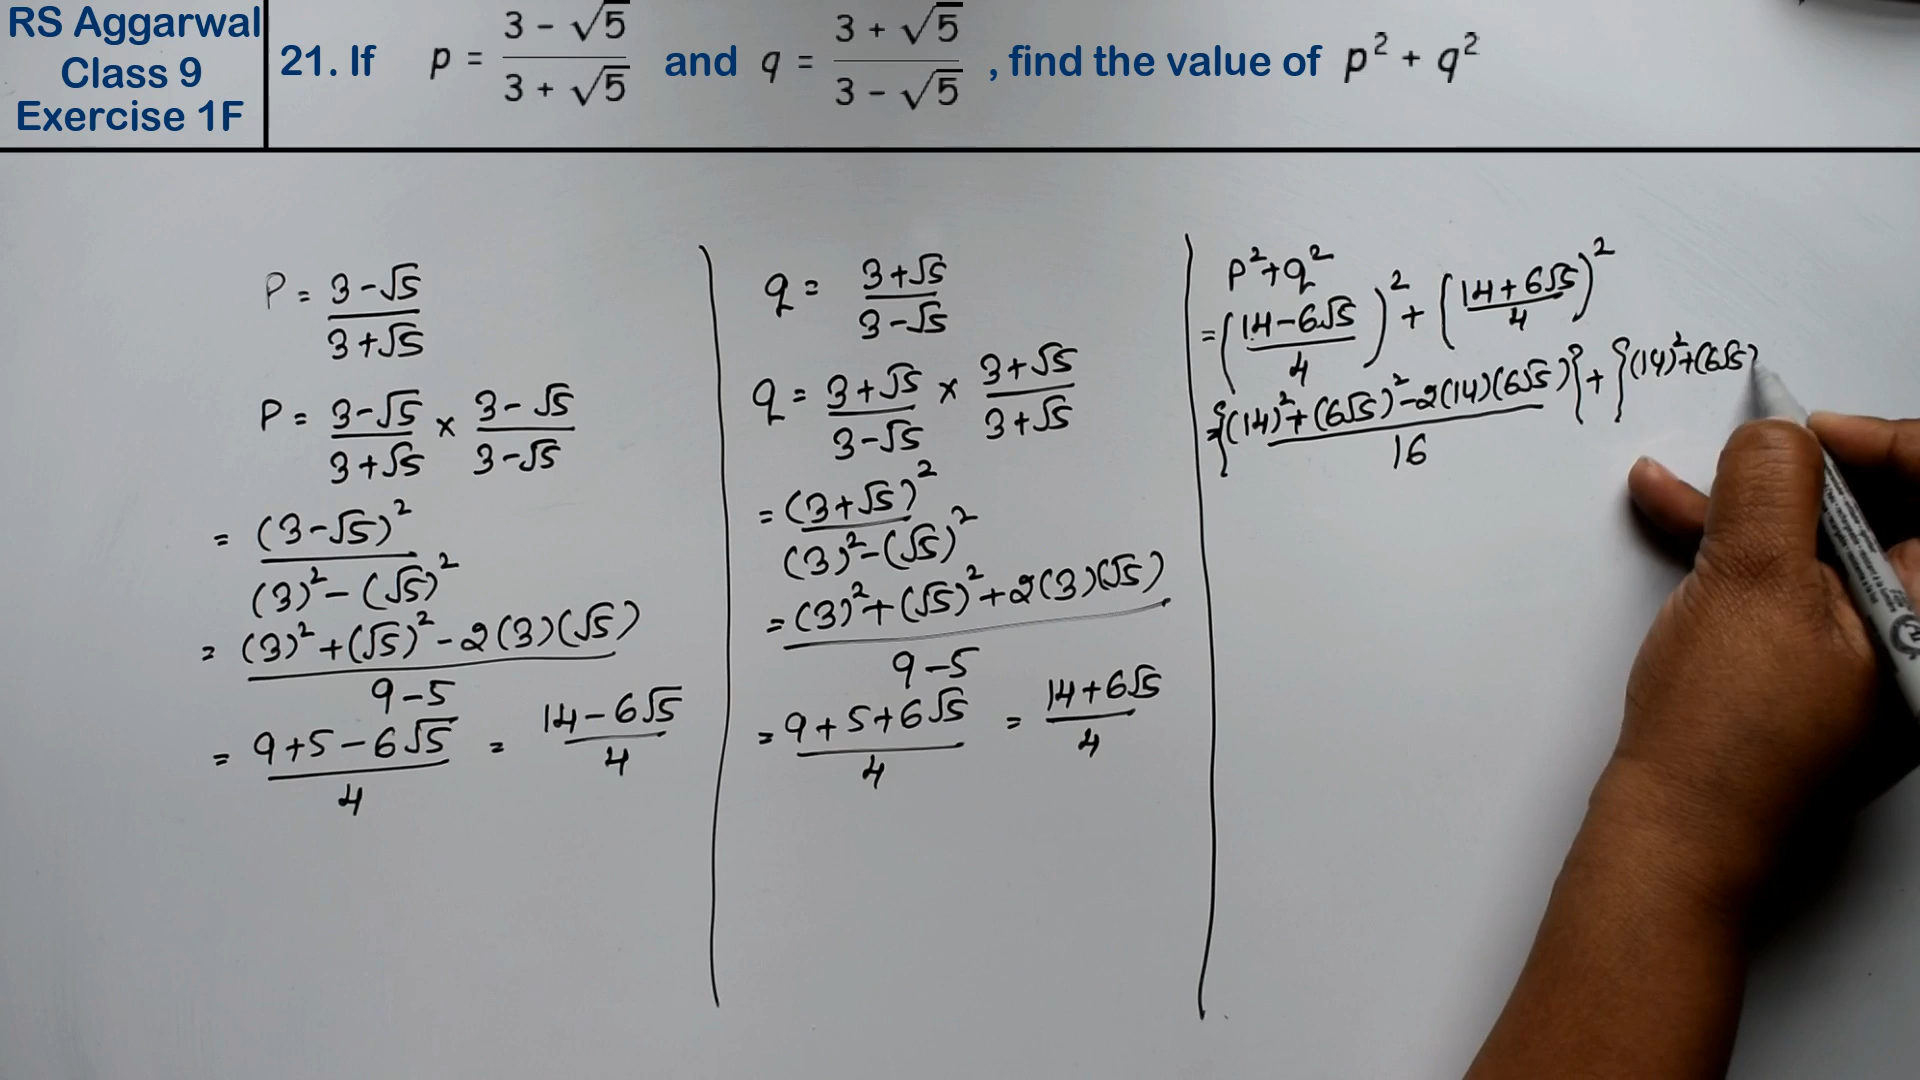 RS Aggarwal
Class 9
Exercise 1F
21. If p = (3 - √5)/(3 + √5) and q = (3 + √5)/(3 - √5) , find the value of p² + q²
P = (3-√5)/(3+√5)
P = (3-√5)/(3+√5) × (3-√5)/(3-√5)
= (3-√5)²/((3)²-(√5)²)
= ((3)²+(√5)²-2(3)(√5))/(9-5)
= (9+5-6√5)/4 = (14-6√5)/4
q = (3+√5)/(3-√5)
q = (3+√5)/(3-√5) × (3+√5)/(3+√5)
= (3+√5)²/((3)²-(√5)²)
= ((3)²+(√5)²+2(3)(√5))/(9-5)
= (9+5+6√5)/4 = (14+6√5)/4
P²+q²
= ((14-6√5)/4)² + ((14+6√5)/4)²
= {(14)²+(6√5)²-2(14)(6√5)}/16 + {(14)²+(6√5)